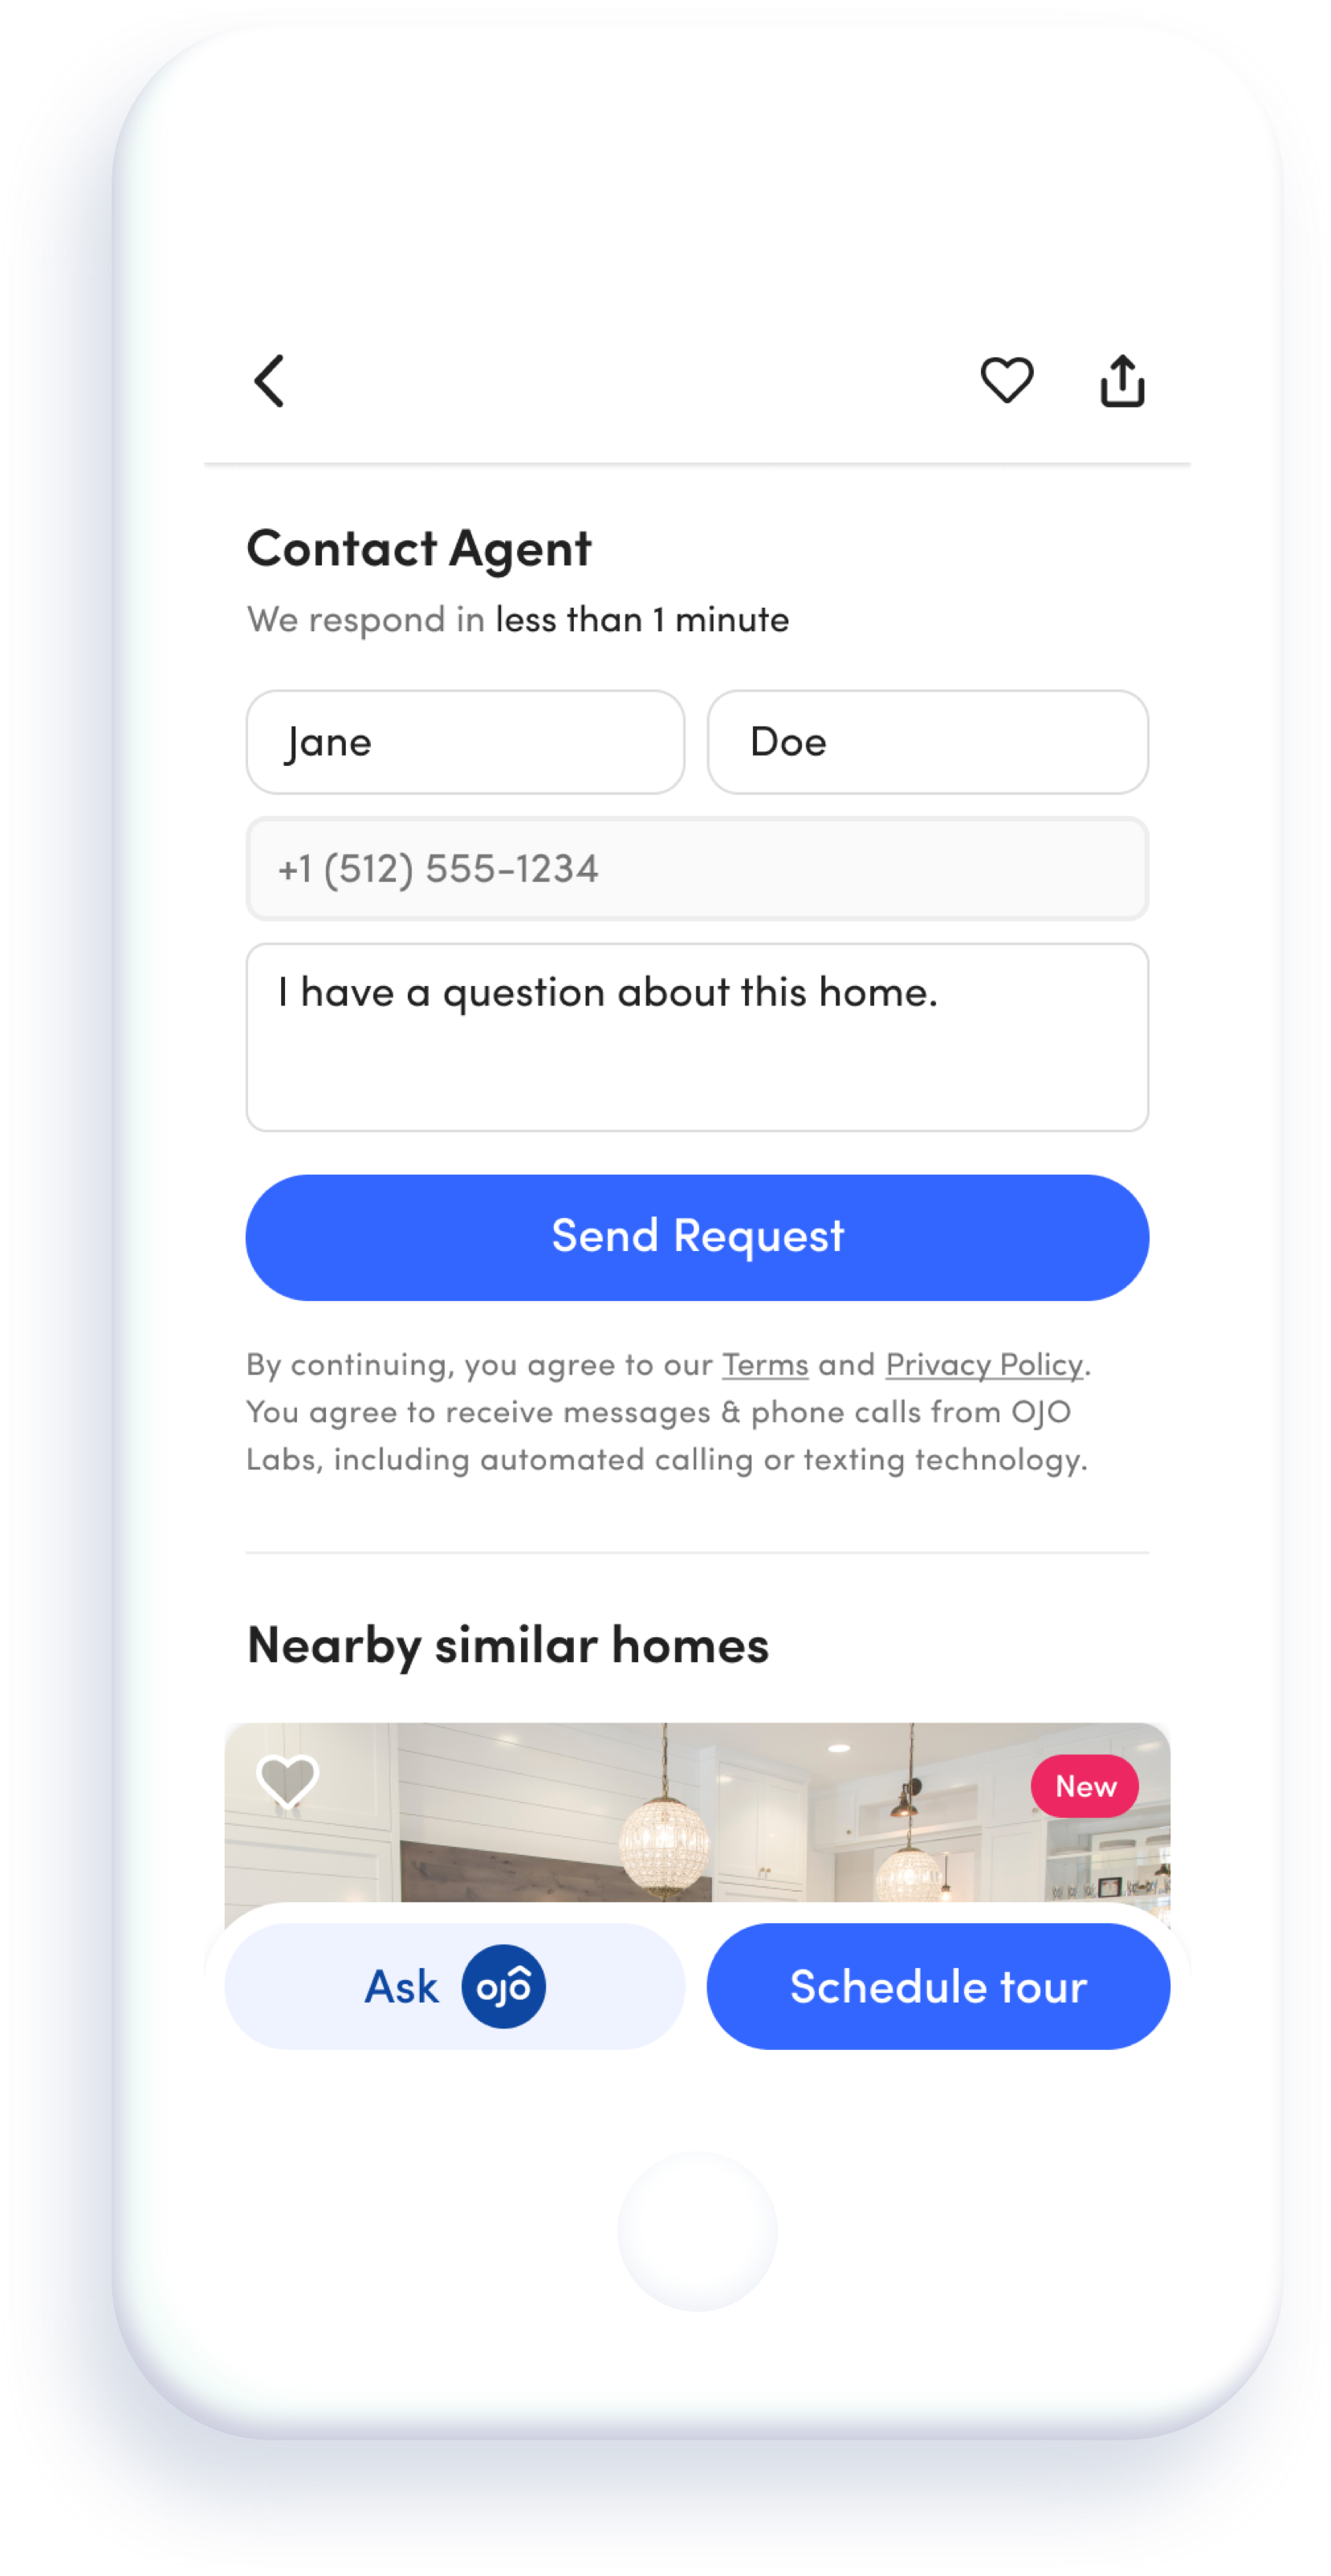 Contact Agent
We respond in less than 1 minute
Jane
Doe
+1 (512) 555-1234
I have a question about this home.
Send Request
By continuing, you agree to our Terms and Privacy Policy.
You agree to receive messages & phone calls from OJO
Labs, including automated calling or texting technology.
Nearby similar homes
New
Ask ojô
Schedule tour